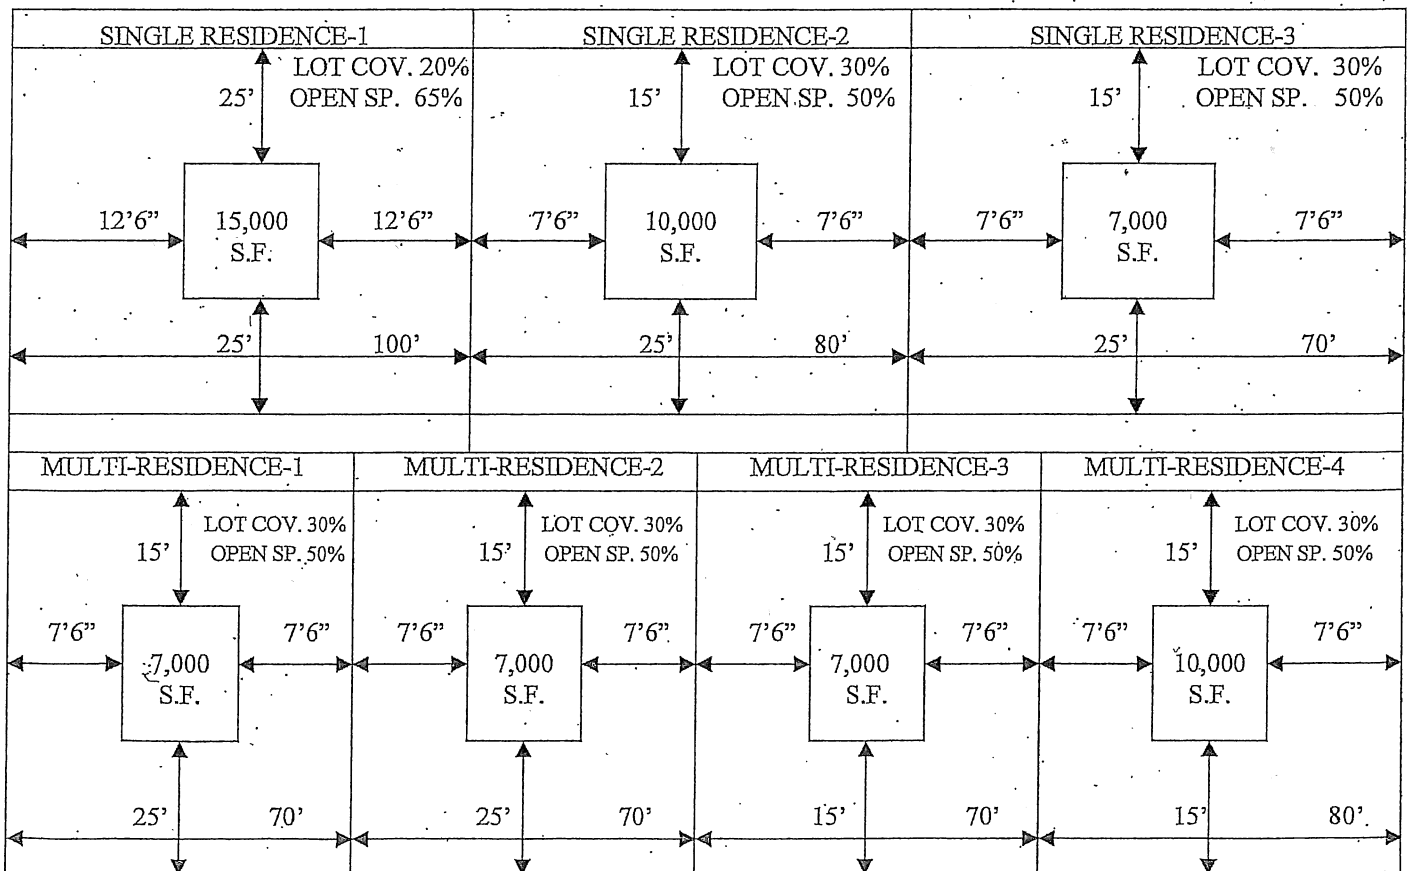 SINGLE RESIDENCE-1
LOT COV. 20%
25' OPEN SP. 65%
12'6” 15,000 12'6”
S.F.
25' 100'
SINGLE RESIDENCE-2
LOT COV. 30%
15' OPEN SP. 50%
7'6” 10,000 7'6”
S.F.
25' 80'
SINGLE RESIDENCE-3
LOT COV. 30%
15' OPEN SP. 50%
7'6” 7,000 7'6”
S.F.
25' 70'
MULTI-RESIDENCE-1
LOT COV. 30%
15' OPEN SP. 50%
7'6” 7,000 7'6”
S.F.
25' 70'
MULTI-RESIDENCE-2
LOT COV. 30%
15' OPEN SP. 50%
7'6” 7,000 7'6”
S.F.
25' 70'
MULTI-RESIDENCE-3
LOT COV. 30%
15' OPEN SP. 50%
7'6” 7,000 7'6”
S.F.
15' 70'
MULTI-RESIDENCE-4
LOT COV. 30%
15' OPEN SP. 50%
7'6” 10,000 7'6”
S.F.
15' 80'